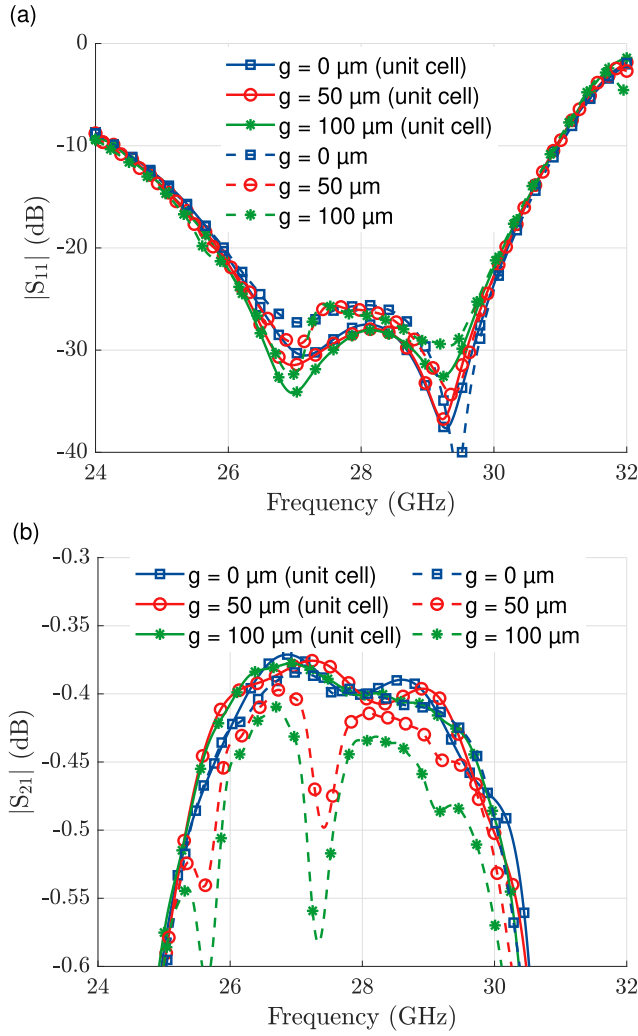 (a)
0
-10
-20
-30
-40
|S11| (dB)
g = 0 µm (unit cell)
g = 50 µm (unit cell)
g = 100 µm (unit cell)
g = 0 µm
g = 50 µm
g = 100 µm
24 26 28 30 32
Frequency (GHz)
(b)
-0.3
-0.35
-0.4
-0.45
-0.5
-0.55
-0.6
|S21| (dB)
g = 0 µm (unit cell) g = 0 µm
g = 50 µm (unit cell) g = 50 µm
g = 100 µm (unit cell) g = 100 µm
24 26 28 30 32
Frequency (GHz)